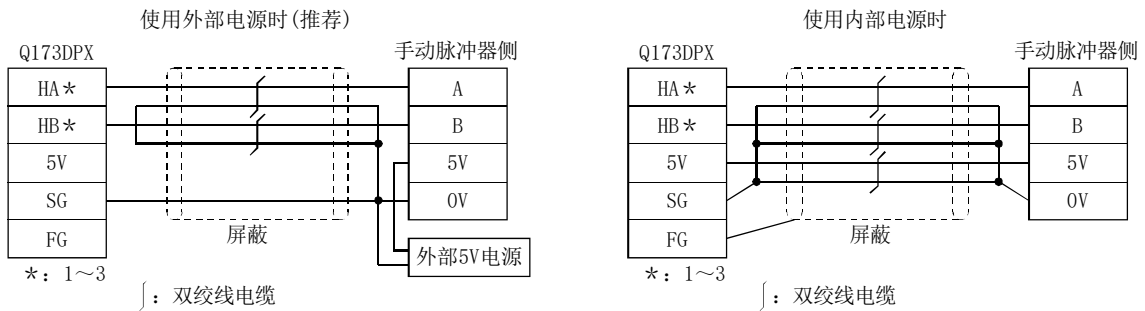 使用外部电源时(推荐)
Q173DPX
手动脉冲器侧
HA*
A
HB*
B
5V
5V
SG
0V
FG
屏蔽
外部5V电源
*：1～3
：双绞线电缆
使用内部电源时
Q173DPX
手动脉冲器侧
HA*
A
HB*
B
5V
5V
SG
0V
FG
屏蔽
*：1～3
：双绞线电缆